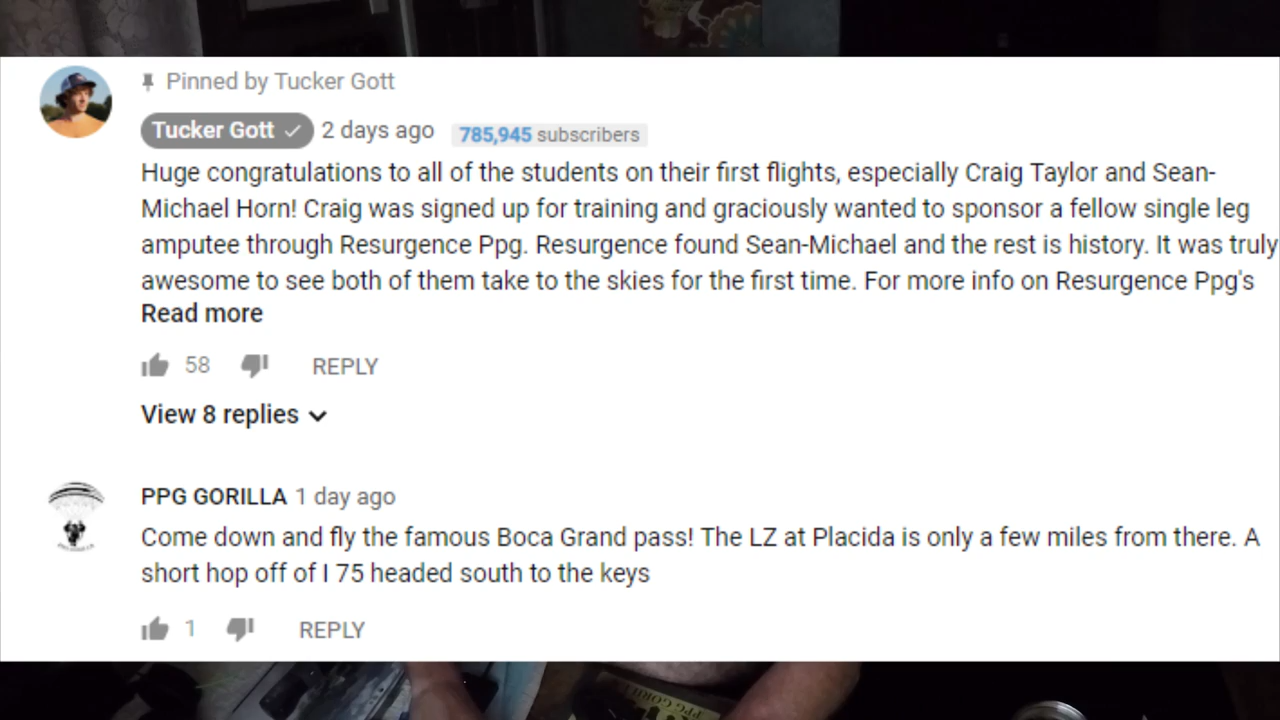 Pinned by Tucker Gott
Tucker Gott 2 days ago 785,945 subscribers
Huge congratulations to all of the students on their first flights, especially Craig Taylor and Sean-
Michael Horn! Craig was signed up for training and graciously wanted to sponsor a fellow single leg
amputee through Resurgence Ppg. Resurgence found Sean-Michael and the rest is history. It was truly
awesome to see both of them take to the skies for the first time. For more info on Resurgence Ppg's
Read more
58 REPLY
View 8 replies
PPG GORILLA 1 day ago
Come down and fly the famous Boca Grand pass! The LZ at Placida is only a few miles from there. A
short hop off of I 75 headed south to the keys
1 REPLY
PPG GORILL